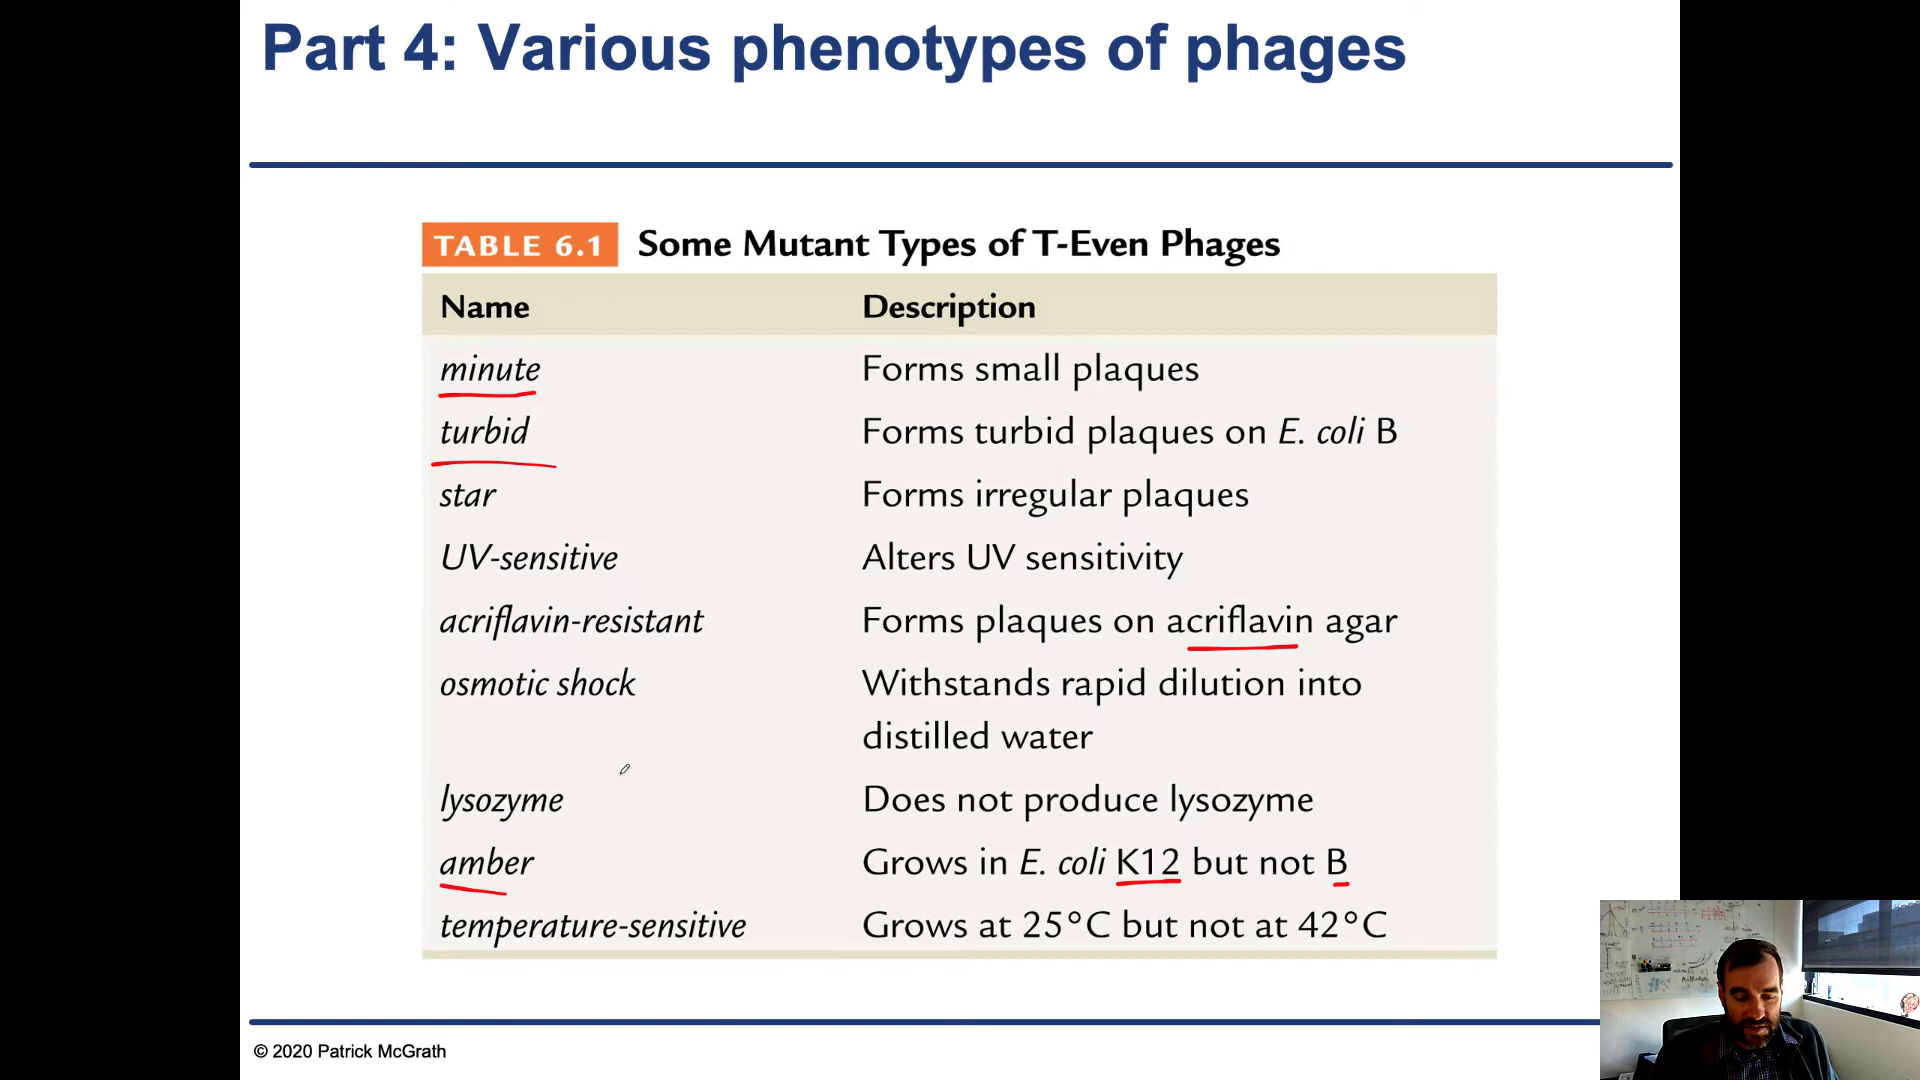 Part 4: Various phenotypes of phages
TABLE 6.1 Some Mutant Types of T-Even Phages
Name Description
minute Forms small plaques
turbid Forms turbid plaques on E. coli B
star Forms irregular plaques
UV-sensitive Alters UV sensitivity
acriflavin-resistant Forms plaques on acriflavin agar
osmotic shock Withstands rapid dilution into
distilled water
lysozyme Does not produce lysozyme
amber Grows in E. coli K12 but not B
temperature-sensitive Grows at 25°C but not at 42°C
© 2020 Patrick McGrath